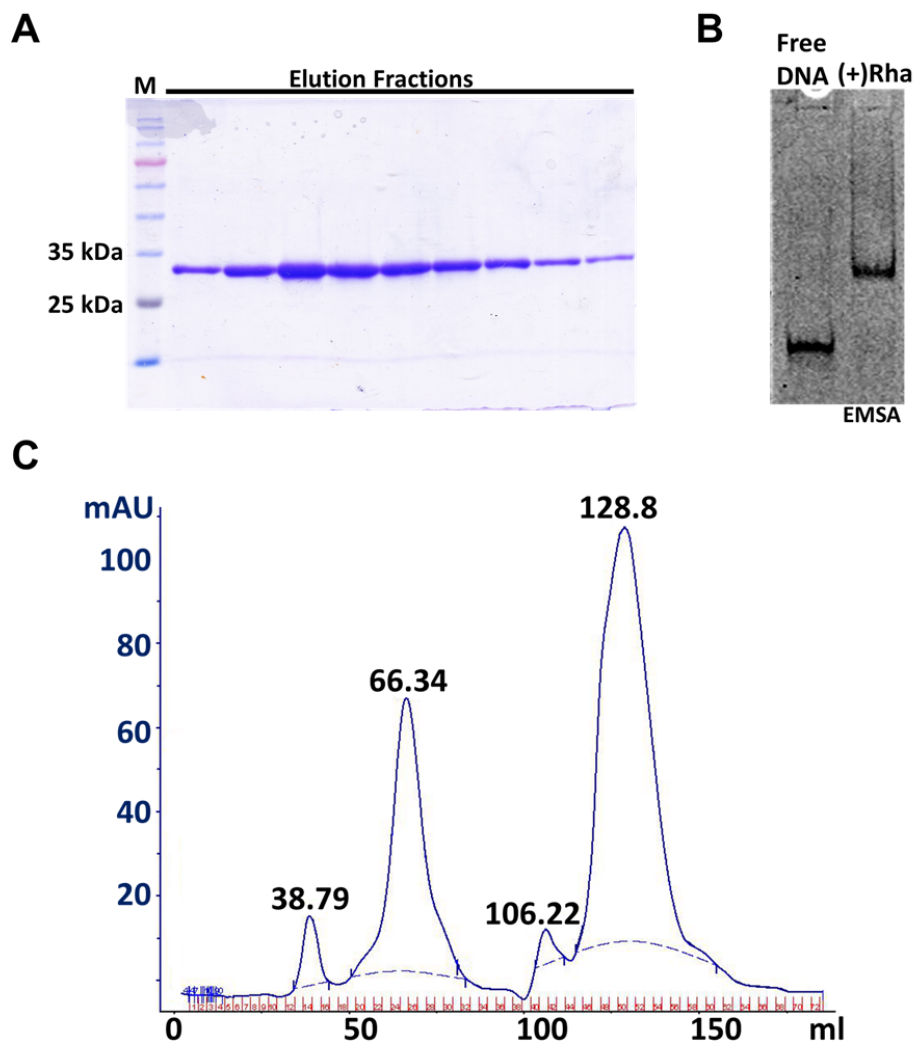 A
M
Elution Fractions
35 kDa
25 kDa
B
Free
DNA (+)Rha
EMSA
C
mAU
100
80
60
40
20
38.79
66.34
106.22
128.8
0 50 100 150 ml